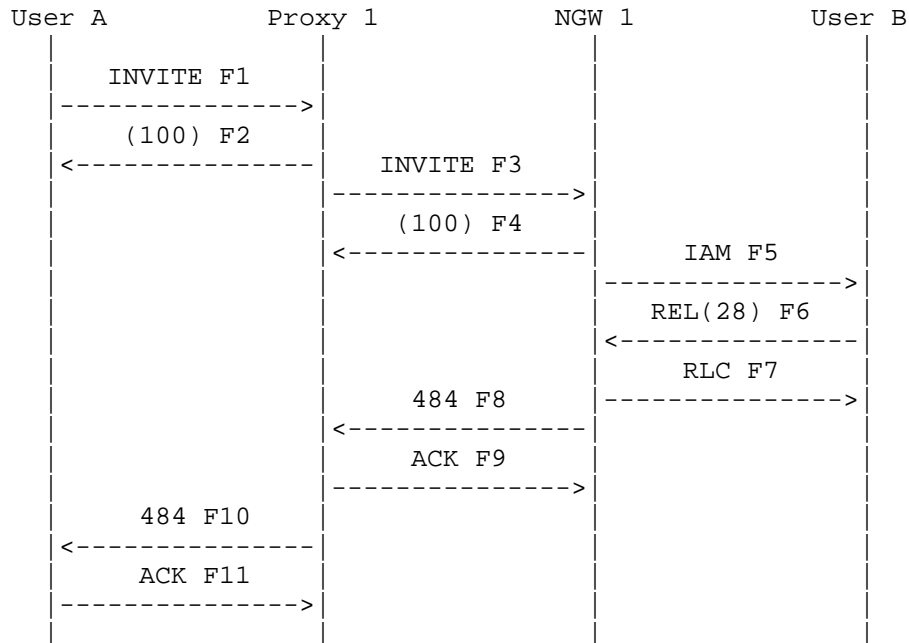 User A Proxy 1 NGW 1 User B
INVITE F1
(100) F2
INVITE F3
(100) F4
IAM F5
REL(28) F6
RLC F7
484 F8
ACK F9
484 F10
ACK F11